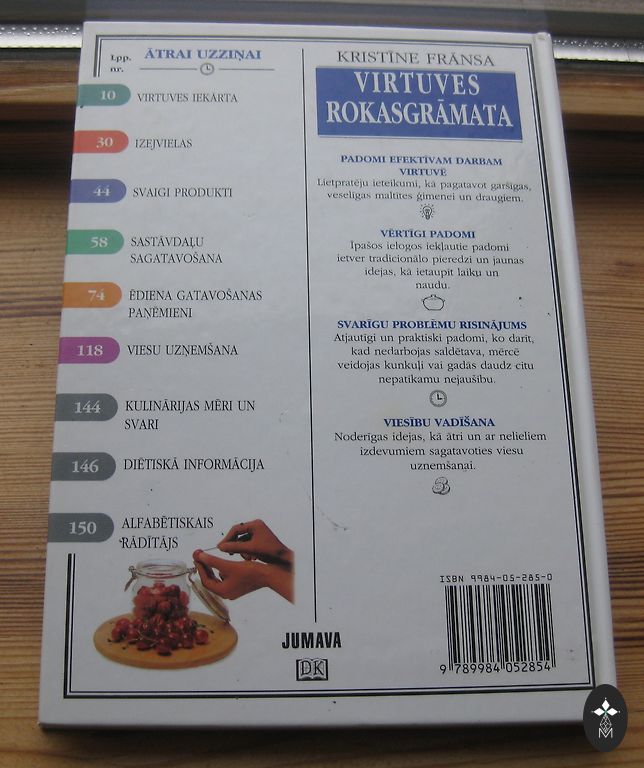 Lpp.
nr.
ĀTRAI UZZIŅAI
10 VIRTUVES IEKĀRTA
30 IZEJVIELAS
44 SVAIGI PRODUKTI
58 SASTĀVDAĻU
SAGATAVOŠANA
74 ĒDIENA GATAVOŠANAS
PAŅĒMIENI
118 VIESU UZŅEMŠANA
144 KULINĀRIJAS MĒRI UN
SVARI
146 DIĒTISKĀ INFORMĀCIJA
150 ALFABĒTISKAIS
RĀDĪTĀJS
KRISTĪNE FRĀNSA
VIRTUVES
ROKASGRĀMATA
PADOMI EFEKTĪVAM DARBAM
VIRTUVĒ
Lietpratēju ieteikumi, kā pagatavot garšīgas,
veselīgas maltītes ģimenei un draugiem.
VĒRTĪGI PADOMI
Īpašos ielogos iekļautie padomi
ietver tradicionālo pieredzi un jaunas
idejas, kā ietaupīt laiku un
naudu.
SVARĪGU PROBLĒMU RISINĀJUMS
Atjautīgi un praktiski padomi, ko darīt,
kad nedarbojas saldētava, mērcē
veidojas kunkuļi vai gadās daudz citu
nepatīkamu nejaušību.
VIESĪBU VADĪŠANA
Noderīgas idejas, kā ātri un ar nelieliem
izdevumiem sagatavoties viesu
uzņemšanai.
ISBN 9984-05-285-0
9 789984 052854
JUMAVA
DK
M